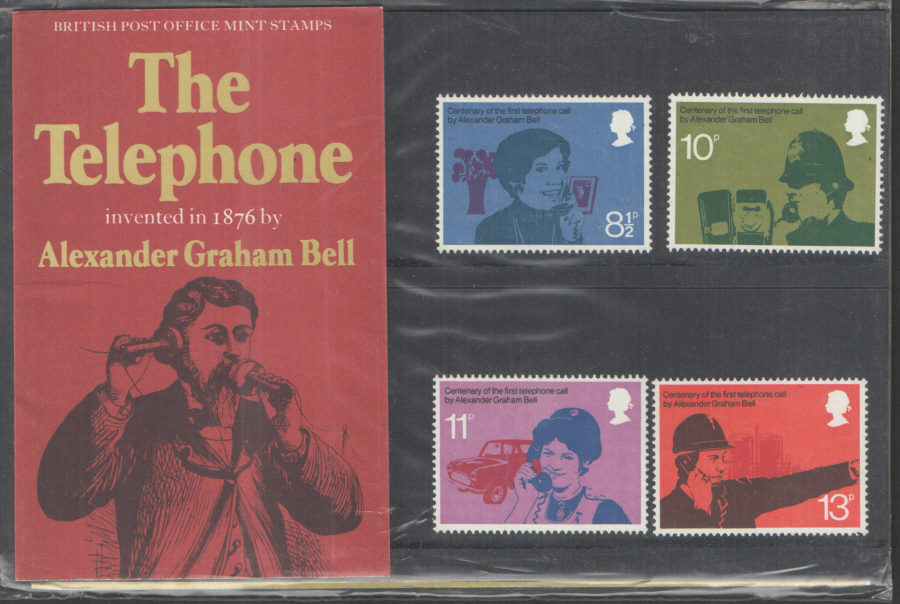 BRITISH POST OFFICE MINT STAMPS
The
Telephone
invented in 1876 by
Alexander Graham Bell
Centenary of the first telephone call
by Alexander Graham Bell
8½P
Centenary of the first telephone call
by Alexander Graham Bell
10P
Centenary of the first telephone call
by Alexander Graham Bell
11P
Centenary of the first telephone call
by Alexander Graham Bell
13P